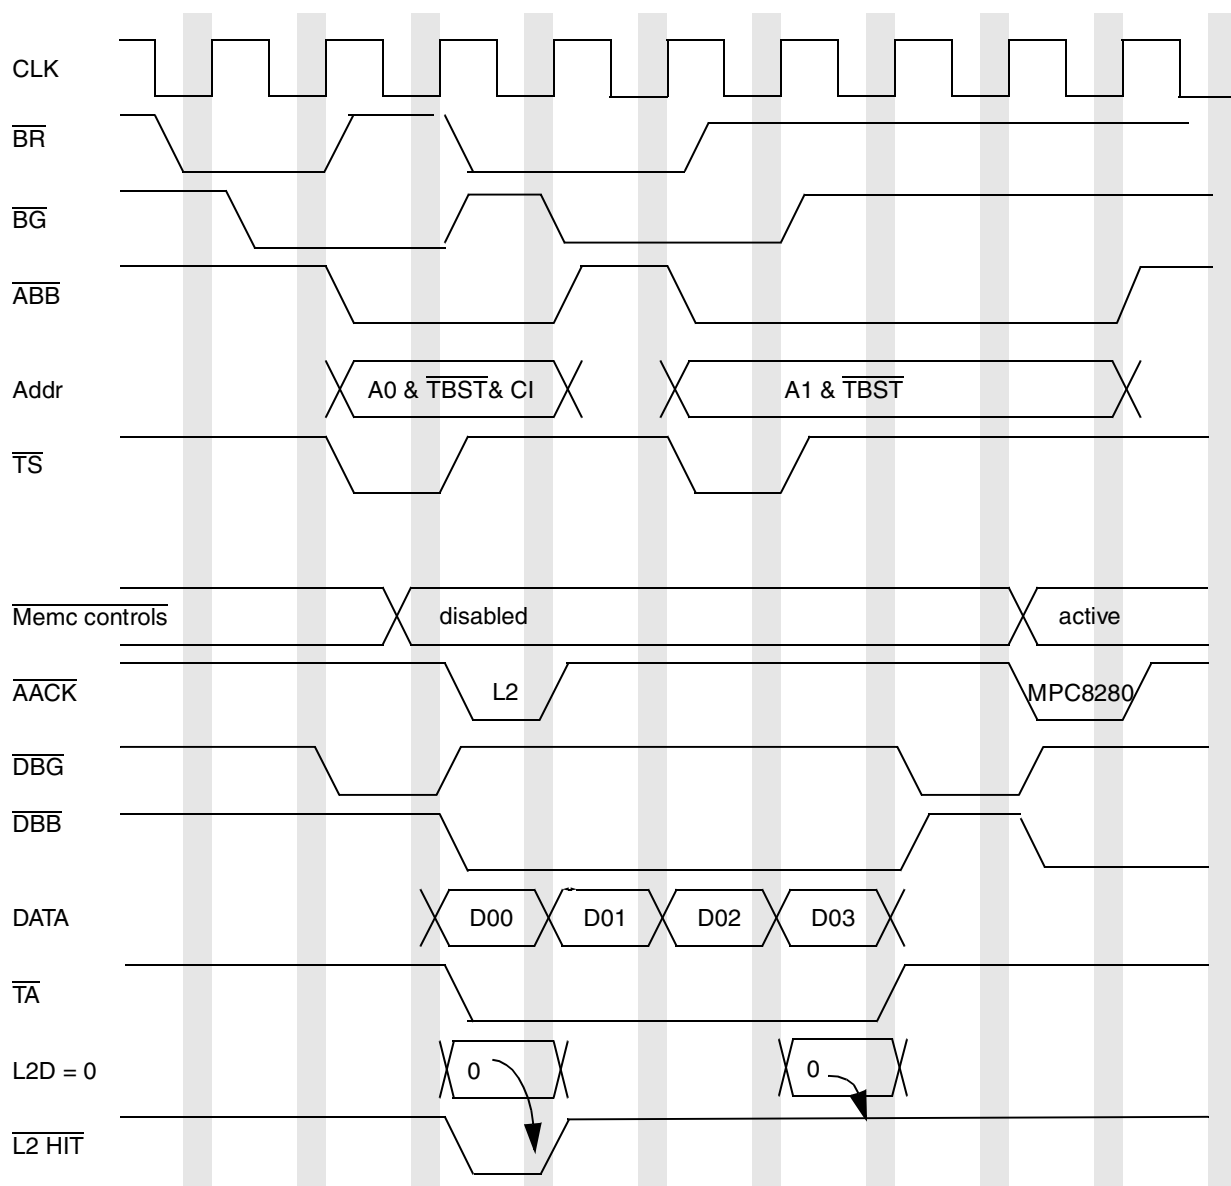 CLK
BR
BG
ABB
Addr A0 & TBST& CI A1 & TBST
TS
Memc controls disabled active
AACK L2 MPC8280
DBG
DBB
DATA D00 D01 D02 D03
TA
L2D = 0 0 0
L2 HIT